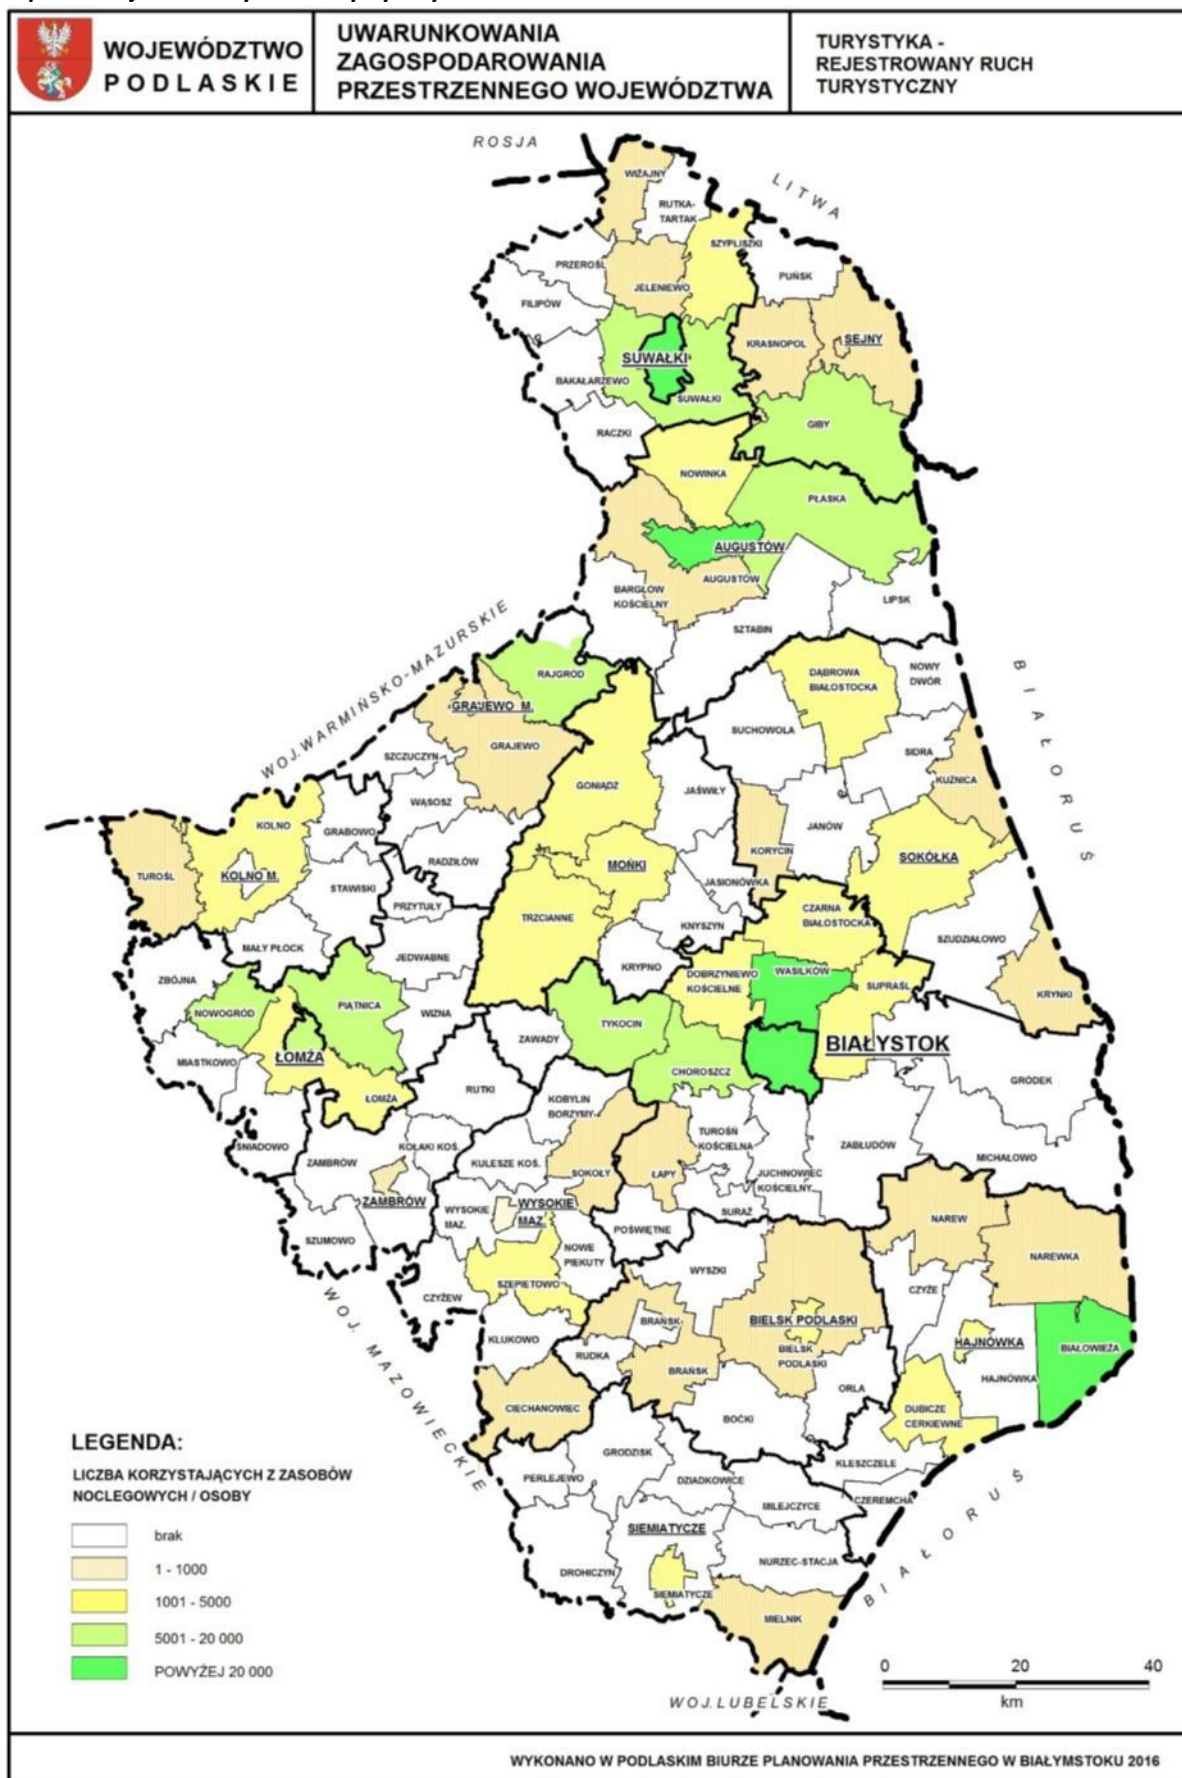 WOJEWÓDZTWO
PODLASKIE
UWARUNKOWANIA
ZAGOSPODAROWANIA
PRZESTRZENNEGO WOJEWÓDZTWA
TURYSTYKA -
REJESTROWANY RUCH
TURYSTYCZNY
ROSJA
LITWA
WIŻAJNY
RUTKA-
TARTAK
SZYPLISZKI
PRZEROŚL
PUŃSK
JELENIEWO
FILIPÓW
KRASNOPOL
SEJNY
SUWAŁKI
BAKAŁARZEWO
SUWAŁKI
GIBY
RACZKI
NOWINKA
PŁASKA
AUGUSTÓW
AUGUSTÓW
BARGŁÓW
KOŚCIELNY
LIPSK
SZTABIN
WOJ. WARMIŃSKO-MAZURSKIE
BIAŁORUŚ
RAJGRÓD
DĄBROWA
BIAŁOSTOCKA
NOWY
DWÓR
GRAJEWO M.
GRAJEWO
SUCHOWOLA
SIDRA
SZCZUCZYN
KUŹNICA
GONIĄDZ
JAŚWIŁY
WĄSOSZ
KOLNO
GRABOWO
JANÓW
KORYCIN
RADZIŁÓW
SOKÓŁKA
MOŃKI
TUROŚL
KOLNO M.
STAWISKI
JASIONÓWKA
PRZYTUŁY
TRZCIANNE
CZARNA
BIAŁOSTOCKA
KNYSZYN
MAŁY PŁOCK
SZUDZIAŁOWO
JEDWABNE
KRYPNO
DOBRZYNIEWO
KOŚCIELNE
WASILKÓW
ZBÓJNA
SUPRAŚL
KRYNKI
PIĄTNICA
NOWOGRÓD
WIZNA
TYKOCIN
ZAWADY
BIAŁYSTOK
ŁOMŻA
MIASTKOWO
CHOROSZCZ
GRÓDEK
RUTKI
ŁOMŻA
KOBYLIN
BORZYMY
TUROŚŃ
KOŚCIELNA
ZABŁUDÓW
ŚNIADOWO
KOŁAKI KOŚ.
MICHAŁOWO
ZAMBRÓW
KULESZE KOŚ.
SOKOŁY
ŁAPY
JUCHNOWIEC
KOŚCIELNY
ZAMBRÓW
WYSOKIE
MAZ.
WYSOKIE
MAZ.
SURAŻ
NAREW
POŚWIĘTNE
SZUMOWO
NOWE
PIEKUTY
NAREWKA
WYSZKI
SZEPIETOWO
CZYŻE
CZYŻEW
WOJ. MAZOWIECKIE
BRAŃSK
BIELSK PODLASKI
KLUKOWO
HAJNÓWKA
BIAŁOWIEŻA
RUDKA
BIELSK
PODLASKI
BRAŃSK
HAJNÓWKA
ORLA
CIECHANOWIEC
DUBICZE
CERKIEWNE
BOĆKI
LEGENDA:
GRODZISK
KLESZCZELE
LICZBA KORZYSTAJĄCYCH Z ZASOBÓW
NOCLEGOWYCH / OSOBY
PERLEJEWO
DZIADKOWICE
CZEREMCHA
MILEJCZYCE
BIAŁORUŚ
brak
SIEMIATYCZE
NURZEC-STACJA
1 - 1000
DROHICZYN
SIEMIATYCZE
1001 - 5000
MIELNIK
5001 - 20 000
POWYŻEJ 20 000
0 20 40
km
WOJ.LUBELSKIE
WYKONANO W PODLASKIM BIURZE PLANOWANIA PRZESTRZENNEGO W BIAŁYMSTOKU 2016